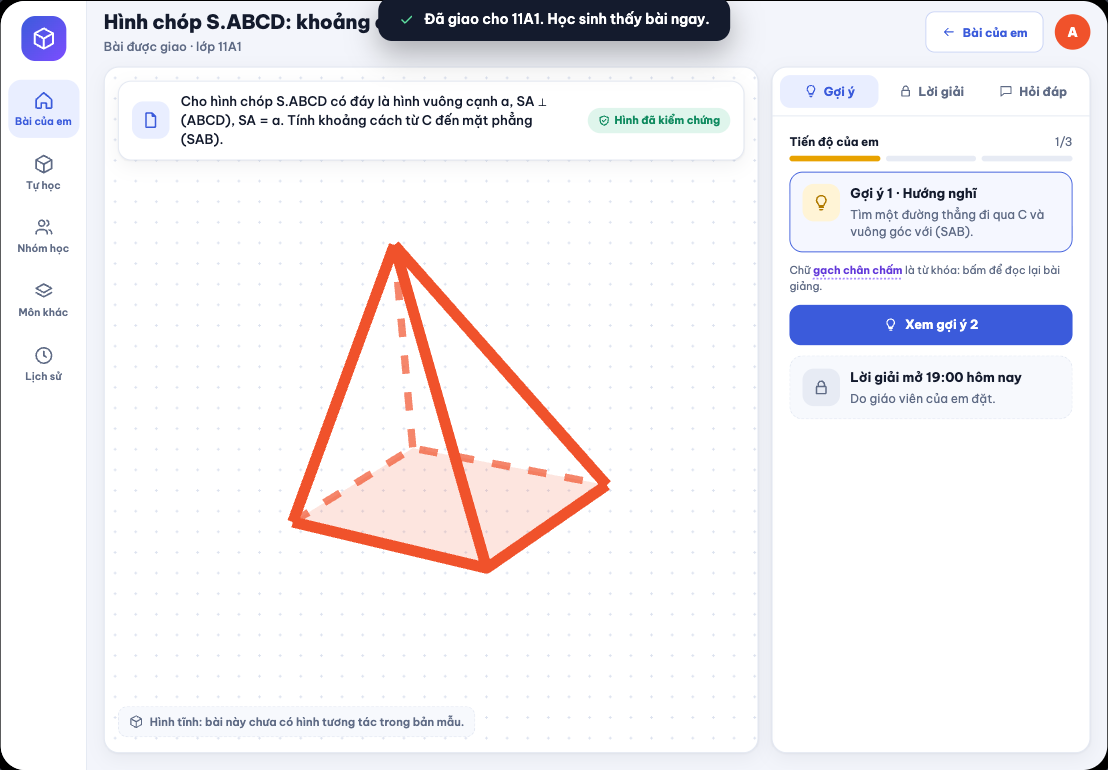 Hình chóp S.ABCD: khoảng
Đã giao cho 11A1. Học sinh thấy bài ngay.
Bài được giao · lớp 11A1
Bài của em
A
Bài của em
Tự học
Nhóm học
Môn khác
Lịch sử
Cho hình chóp S.ABCD có đáy là hình vuông cạnh a, SA ⊥
(ABCD), SA = a. Tính khoảng cách từ C đến mặt phẳng
(SAB).
Hình đã kiểm chứng
Hình tĩnh: bài này chưa có hình tương tác trong bản mẫu.
Gợi ý
Lời giải
Hỏi đáp
Tiến độ của em
1/3
Gợi ý 1 · Hướng nghĩ
Tìm một đường thẳng đi qua C và
vuông góc với (SAB).
Chữ gạch chân chấm là từ khóa: bấm để đọc lại bài
giảng.
Xem gợi ý 2
Lời giải mở 19:00 hôm nay
Do giáo viên của em đặt.